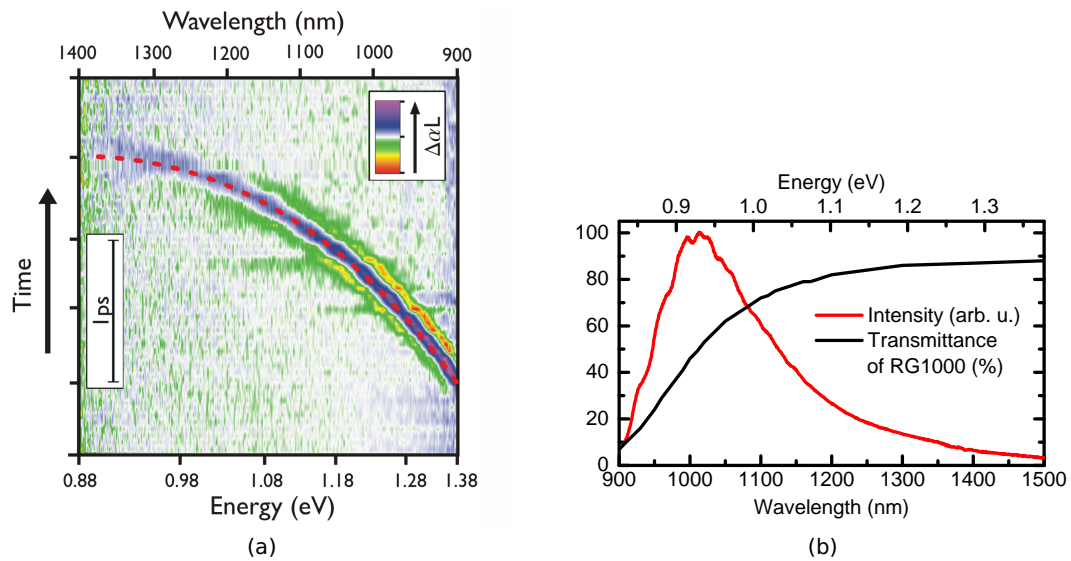 Wavelength (nm)
1400 1300 1200 1100 1000 900
ΔαL
Time
1ps
0.88 0.98 1.08 1.18 1.28 1.38
Energy (eV)
(a)
Energy (eV)
0.9 1.0 1.1 1.2 1.3
100
80
60
40
20
0
Intensity (arb. u.)
Transmittance
of RG1000 (%)
900 1000 1100 1200 1300 1400 1500
Wavelength (nm)
(b)